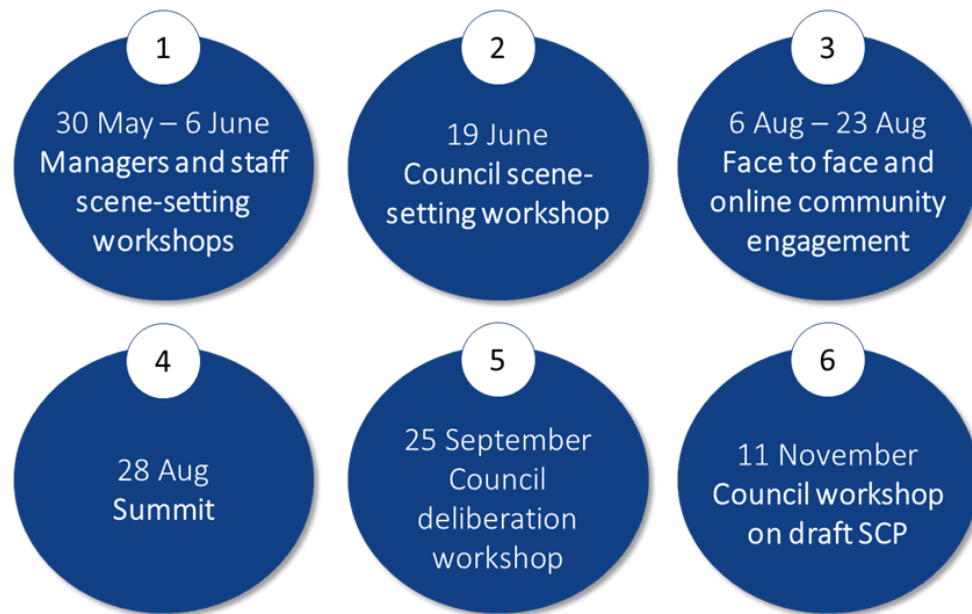 1
30 May – 6 June
Managers and staff
scene-setting
workshops
2
19 June
Council scene-
setting workshop
3
6 Aug – 23 Aug
Face to face and
online community
engagement
4
28 Aug
Summit
5
25 September
Council
deliberation
workshop
6
11 November
Council workshop
on draft SCP